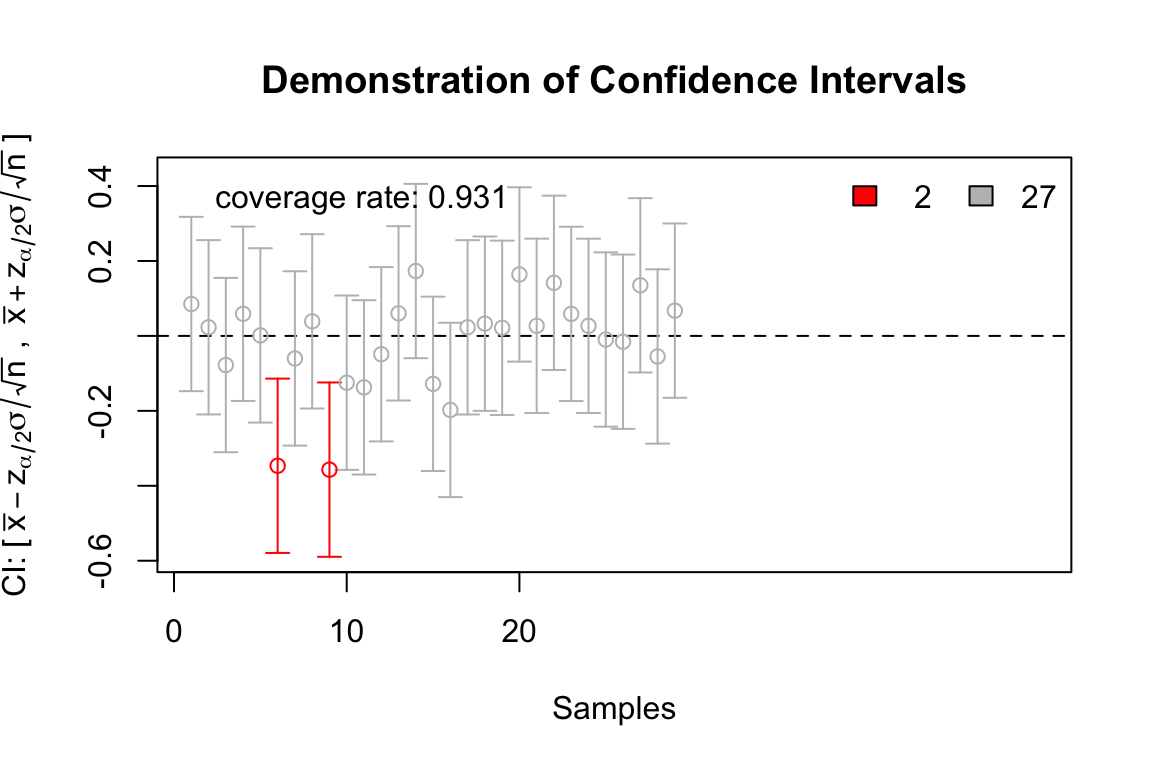 Demonstration of Confidence Intervals
CI: [ x̅ − zα/2σ/√n , x̅ + zα/2σ/√n ]
0.4
0.2
-0.2
-0.6
coverage rate: 0.931
2
27
0 10 20
Samples